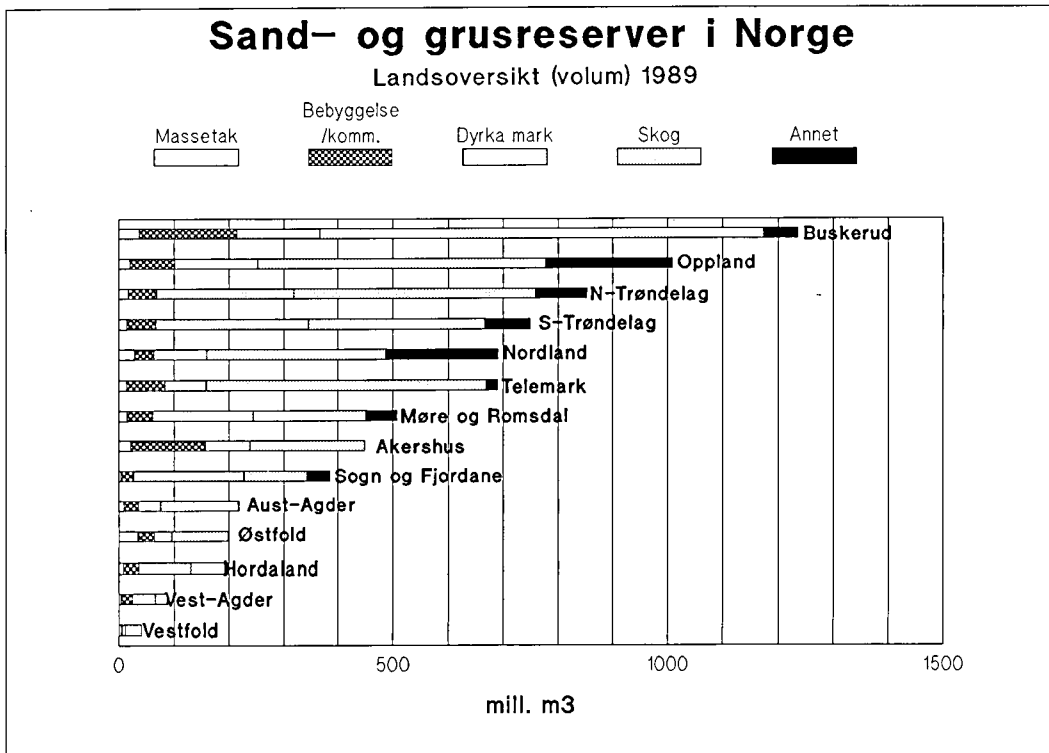 Sand– og grusreserver i Norge
Landsoversikt (volum) 1989
Massetak
Bebyggelse
/komm.
Dyrka mark
Skog
Annet
Buskerud
Oppland
N–Trøndelag
S–Trøndelag
Nordland
Telemark
Møre og Romsdal
Akershus
Sogn og Fjordane
Aust–Agder
Østfold
Hordaland
Vest–Agder
Vestfold
0 500 1000 1500
mill. m3